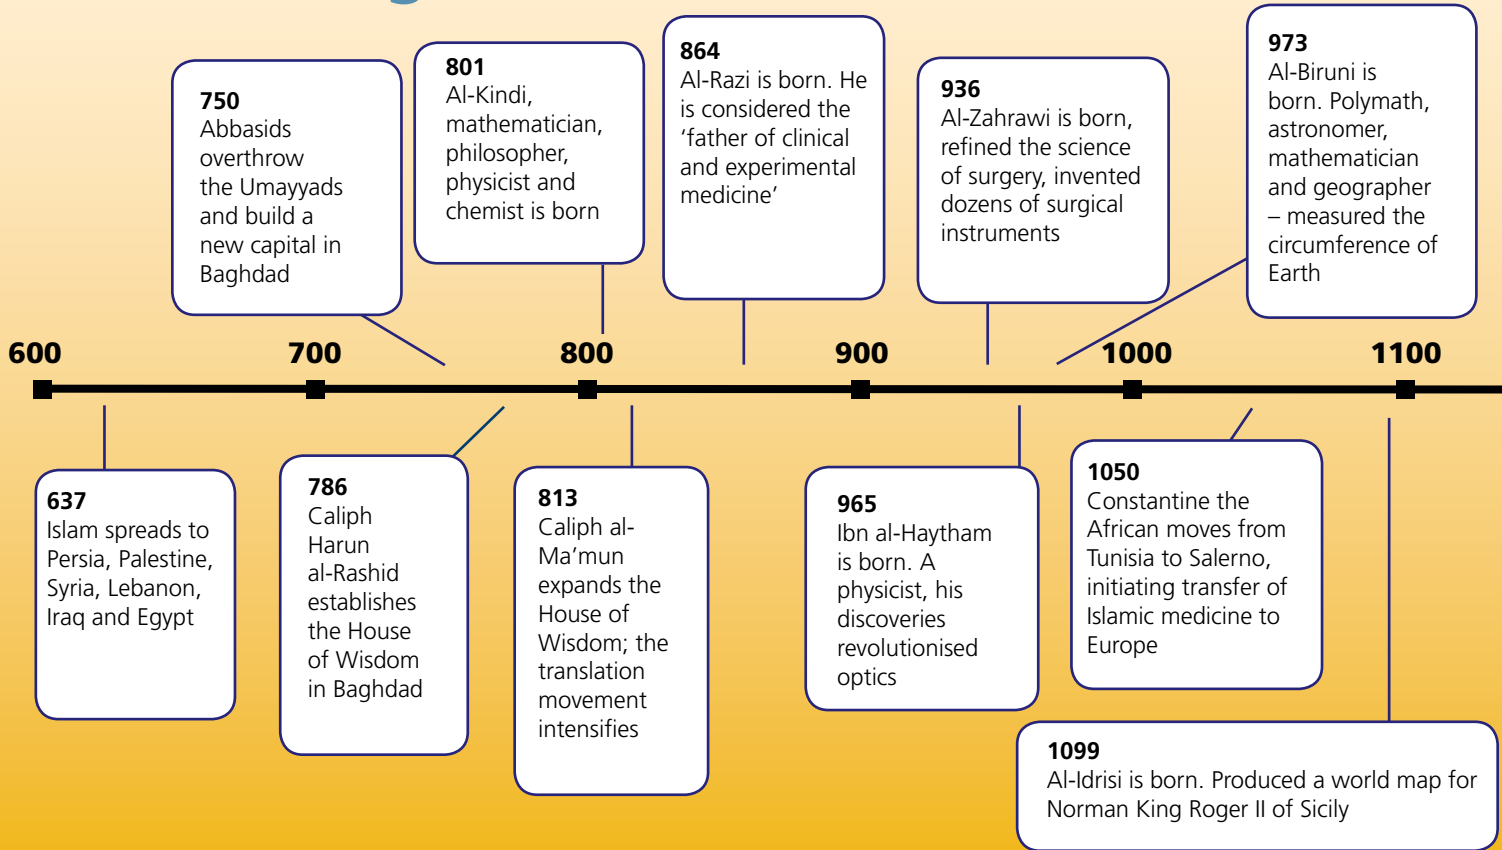 750
Abbasids
overthrow
the Umayyads
and build a
new capital in
Baghdad
801
Al-Kindi,
mathematician,
philosopher,
physicist and
chemist is born
864
Al-Razi is born. He
is considered the
‘father of clinical
and experimental
medicine’
936
Al-Zahrawi is born,
refined the science
of surgery, invented
dozens of surgical
instruments
973
Al-Biruni is
born. Polymath,
astronomer,
mathematician
and geographer
– measured the
circumference of
Earth
600
700
800
900
1000
1100
637
Islam spreads to
Persia, Palestine,
Syria, Lebanon,
Iraq and Egypt
786
Caliph
Harun
al-Rashid
establishes
the House
of Wisdom
in Baghdad
813
Caliph al-
Ma’mun
expands the
House of
Wisdom; the
translation
movement
intensifies
965
Ibn al-Haytham
is born. A
physicist, his
discoveries
revolutionised
optics
1050
Constantine the
African moves from
Tunisia to Salerno,
initiating transfer of
Islamic medicine to
Europe
1099
Al-Idrisi is born. Produced a world map for
Norman King Roger II of Sicily